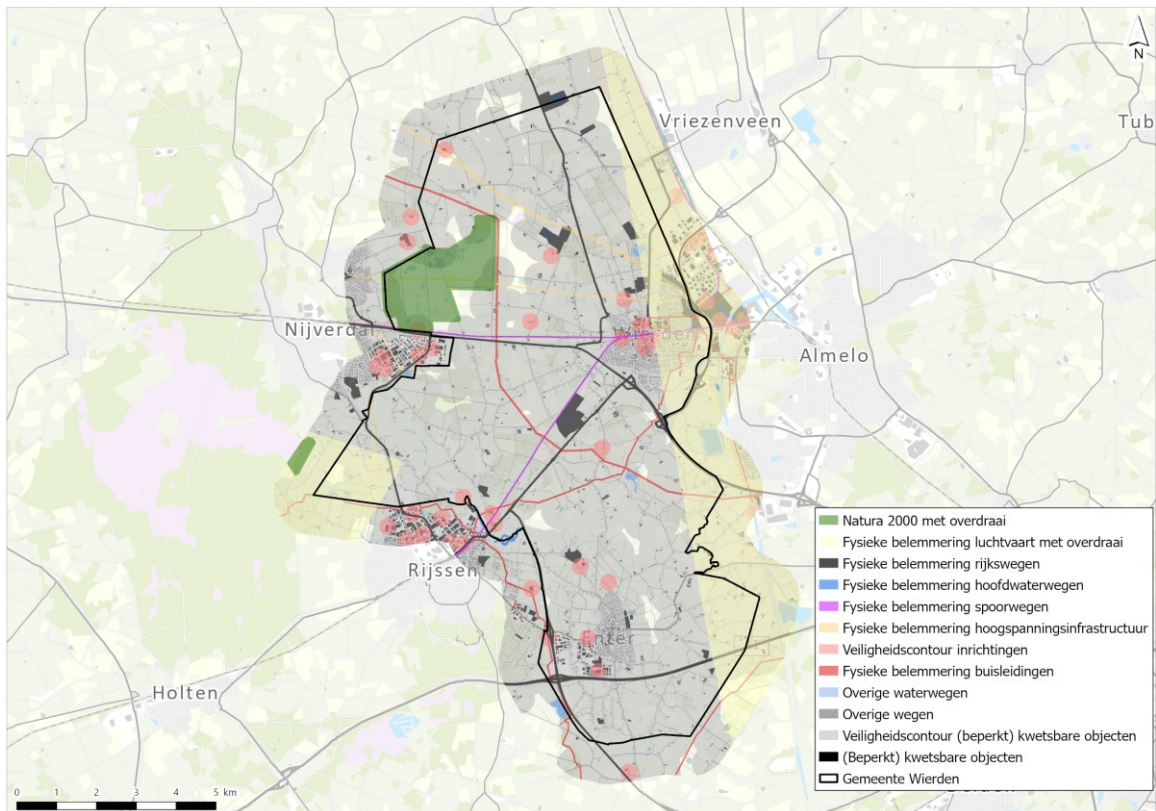 N
Vriezenveen
Tub
Nijverdal
Almelo
Rijssen
Enter
Holten
Natura 2000 met overdraai
Fysieke belemmering luchtvaart met overdraai
Fysieke belemmering rijkswegen
Fysieke belemmering hoofdwaterwegen
Fysieke belemmering spoorwegen
Fysieke belemmering hoogspanningsinfrastructuur
Veiligheidscontour inrichtingen
Fysieke belemmering buisleidingen
Overige waterwegen
Overige wegen
Veiligheidscontour (beperkt) kwetsbare objecten
(Beperkt) kwetsbare objecten
Gemeente Wierden
0 1 2 3 4 5 km